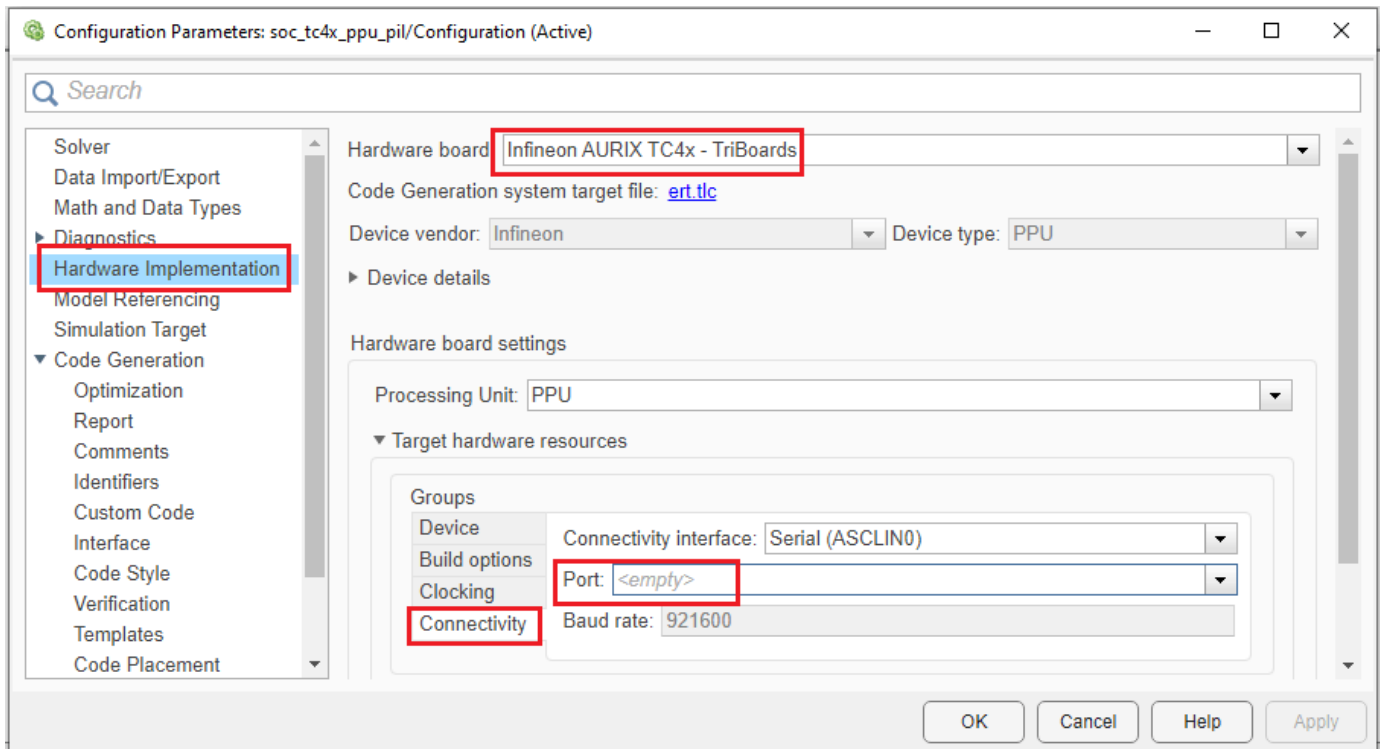 Configuration Parameters: soc_tc4x_ppu_pil/Configuration (Active)
Search
Solver
Data Import/Export
Math and Data Types
Diagnostics
Hardware Implementation
Model Referencing
Simulation Target
Code Generation
Optimization
Report
Comments
Identifiers
Custom Code
Interface
Code Style
Verification
Templates
Code Placement
Hardware board: Infineon AURIX TC4x - TriBoards
Code Generation system target file: ert.tlc
Device vendor: Infineon Device type: PPU
Device details
Hardware board settings
Processing Unit: PPU
Target hardware resources
Groups
Device
Build options
Clocking
Connectivity
Connectivity interface: Serial (ASCLIN0)
Port: <empty>
Baud rate: 921600
OK Cancel Help Apply